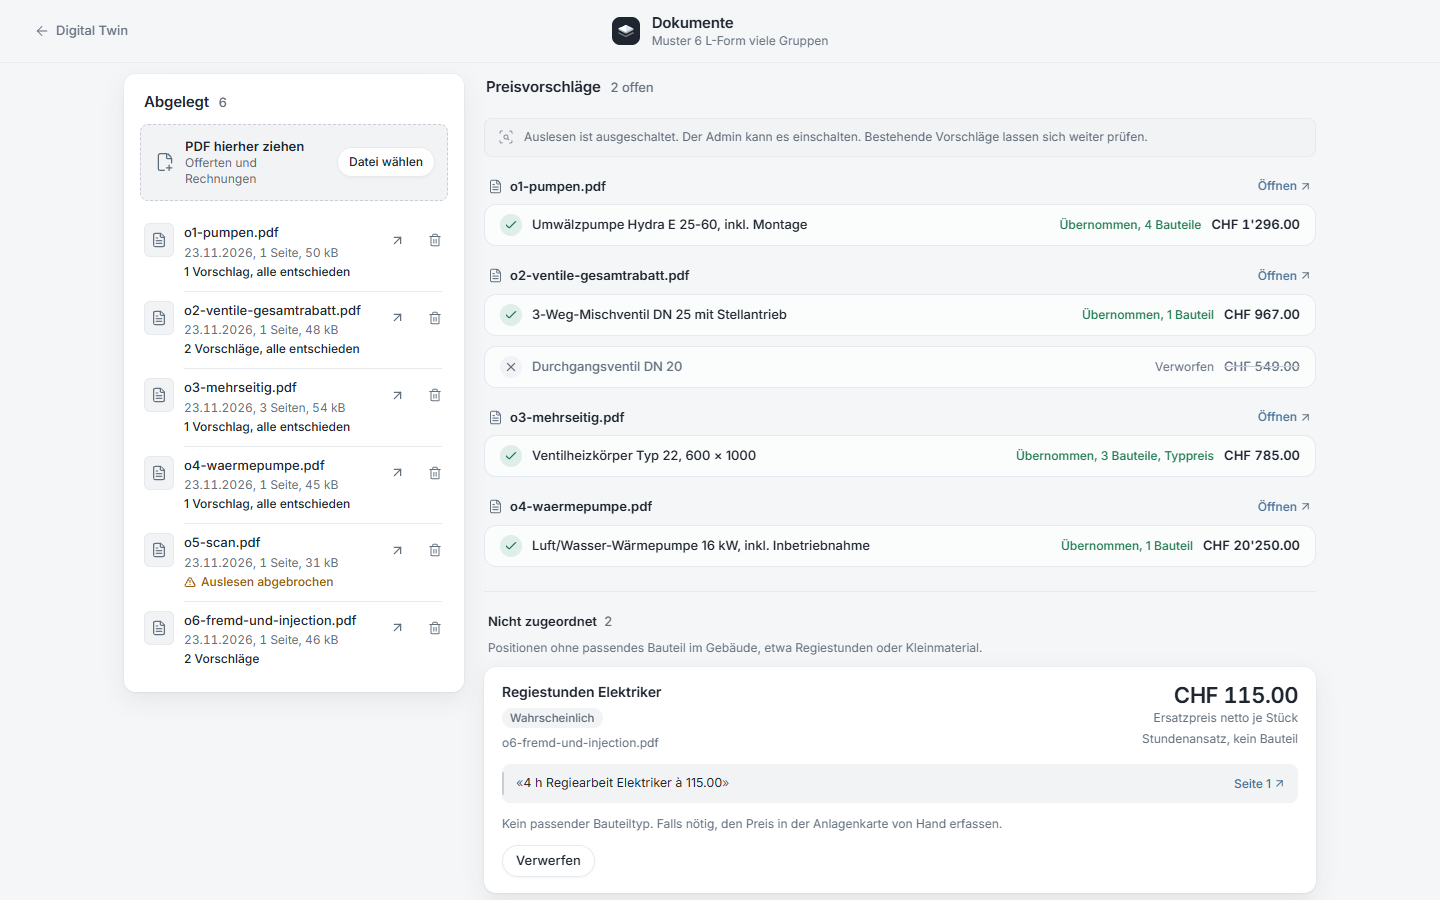 Digital Twin
Dokumente
Muster 6 L-Form viele Gruppen
Abgelegt 6
PDF hierher ziehen
Offerten und
Rechnungen
Datei wählen
o1-pumpen.pdf
23.11.2026, 1 Seite, 50 kB
1 Vorschlag, alle entschieden
o2-ventile-gesamtrabatt.pdf
23.11.2026, 1 Seite, 48 kB
2 Vorschläge, alle entschieden
o3-mehrseitig.pdf
23.11.2026, 3 Seiten, 54 kB
1 Vorschlag, alle entschieden
o4-waermepumpe.pdf
23.11.2026, 1 Seite, 45 kB
1 Vorschlag, alle entschieden
o5-scan.pdf
23.11.2026, 1 Seite, 31 kB
Auslesen abgebrochen
o6-fremd-und-injection.pdf
23.11.2026, 1 Seite, 46 kB
2 Vorschläge
Preisvorschläge 2 offen
Auslesen ist ausgeschaltet. Der Admin kann es einschalten. Bestehende Vorschläge lassen sich weiter prüfen.
o1-pumpen.pdf Öffnen
Umwälzpumpe Hydra E 25-60, inkl. Montage Übernommen, 4 Bauteile CHF 1'296.00
o2-ventile-gesamtrabatt.pdf Öffnen
3-Weg-Mischventil DN 25 mit Stellantrieb Übernommen, 1 Bauteil CHF 967.00
Durchgangsventil DN 20 Verworfen CHF 549.00
o3-mehrseitig.pdf Öffnen
Ventilheizkörper Typ 22, 600 × 1000 Übernommen, 3 Bauteile, Typpreis CHF 785.00
o4-waermepumpe.pdf Öffnen
Luft/Wasser-Wärmepumpe 16 kW, inkl. Inbetriebnahme Übernommen, 1 Bauteil CHF 20'250.00
Nicht zugeordnet 2
Positionen ohne passendes Bauteil im Gebäude, etwa Regiestunden oder Kleinmaterial.
Regiestunden Elektriker CHF 115.00
Wahrscheinlich Ersatzpreis netto je Stück
o6-fremd-und-injection.pdf Stundenansatz, kein Bauteil
«4 h Regiearbeit Elektriker à 115.00» Seite 1
Kein passender Bauteiltyp. Falls nötig, den Preis in der Anlagenkarte von Hand erfassen.
Verwerfen